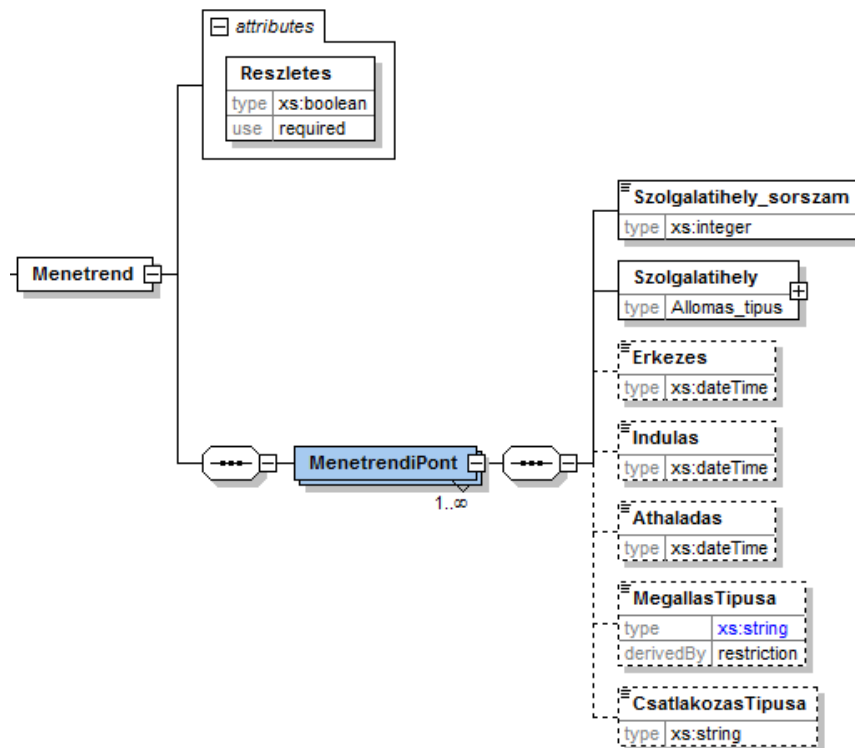 attributes
Reszletes
type xs:boolean
use required
Menetrend
MenetrendiPont
1..∞
Szolgalatihely_sorszam
type xs:integer
Szolgalatihely
type Allomas_tipus
Erkezes
type xs:dateTime
Indulas
type xs:dateTime
Athaladas
type xs:dateTime
MegallasTipusa
type xs:string
derivedBy restriction
CsatlakozasTipusa
type xs:string